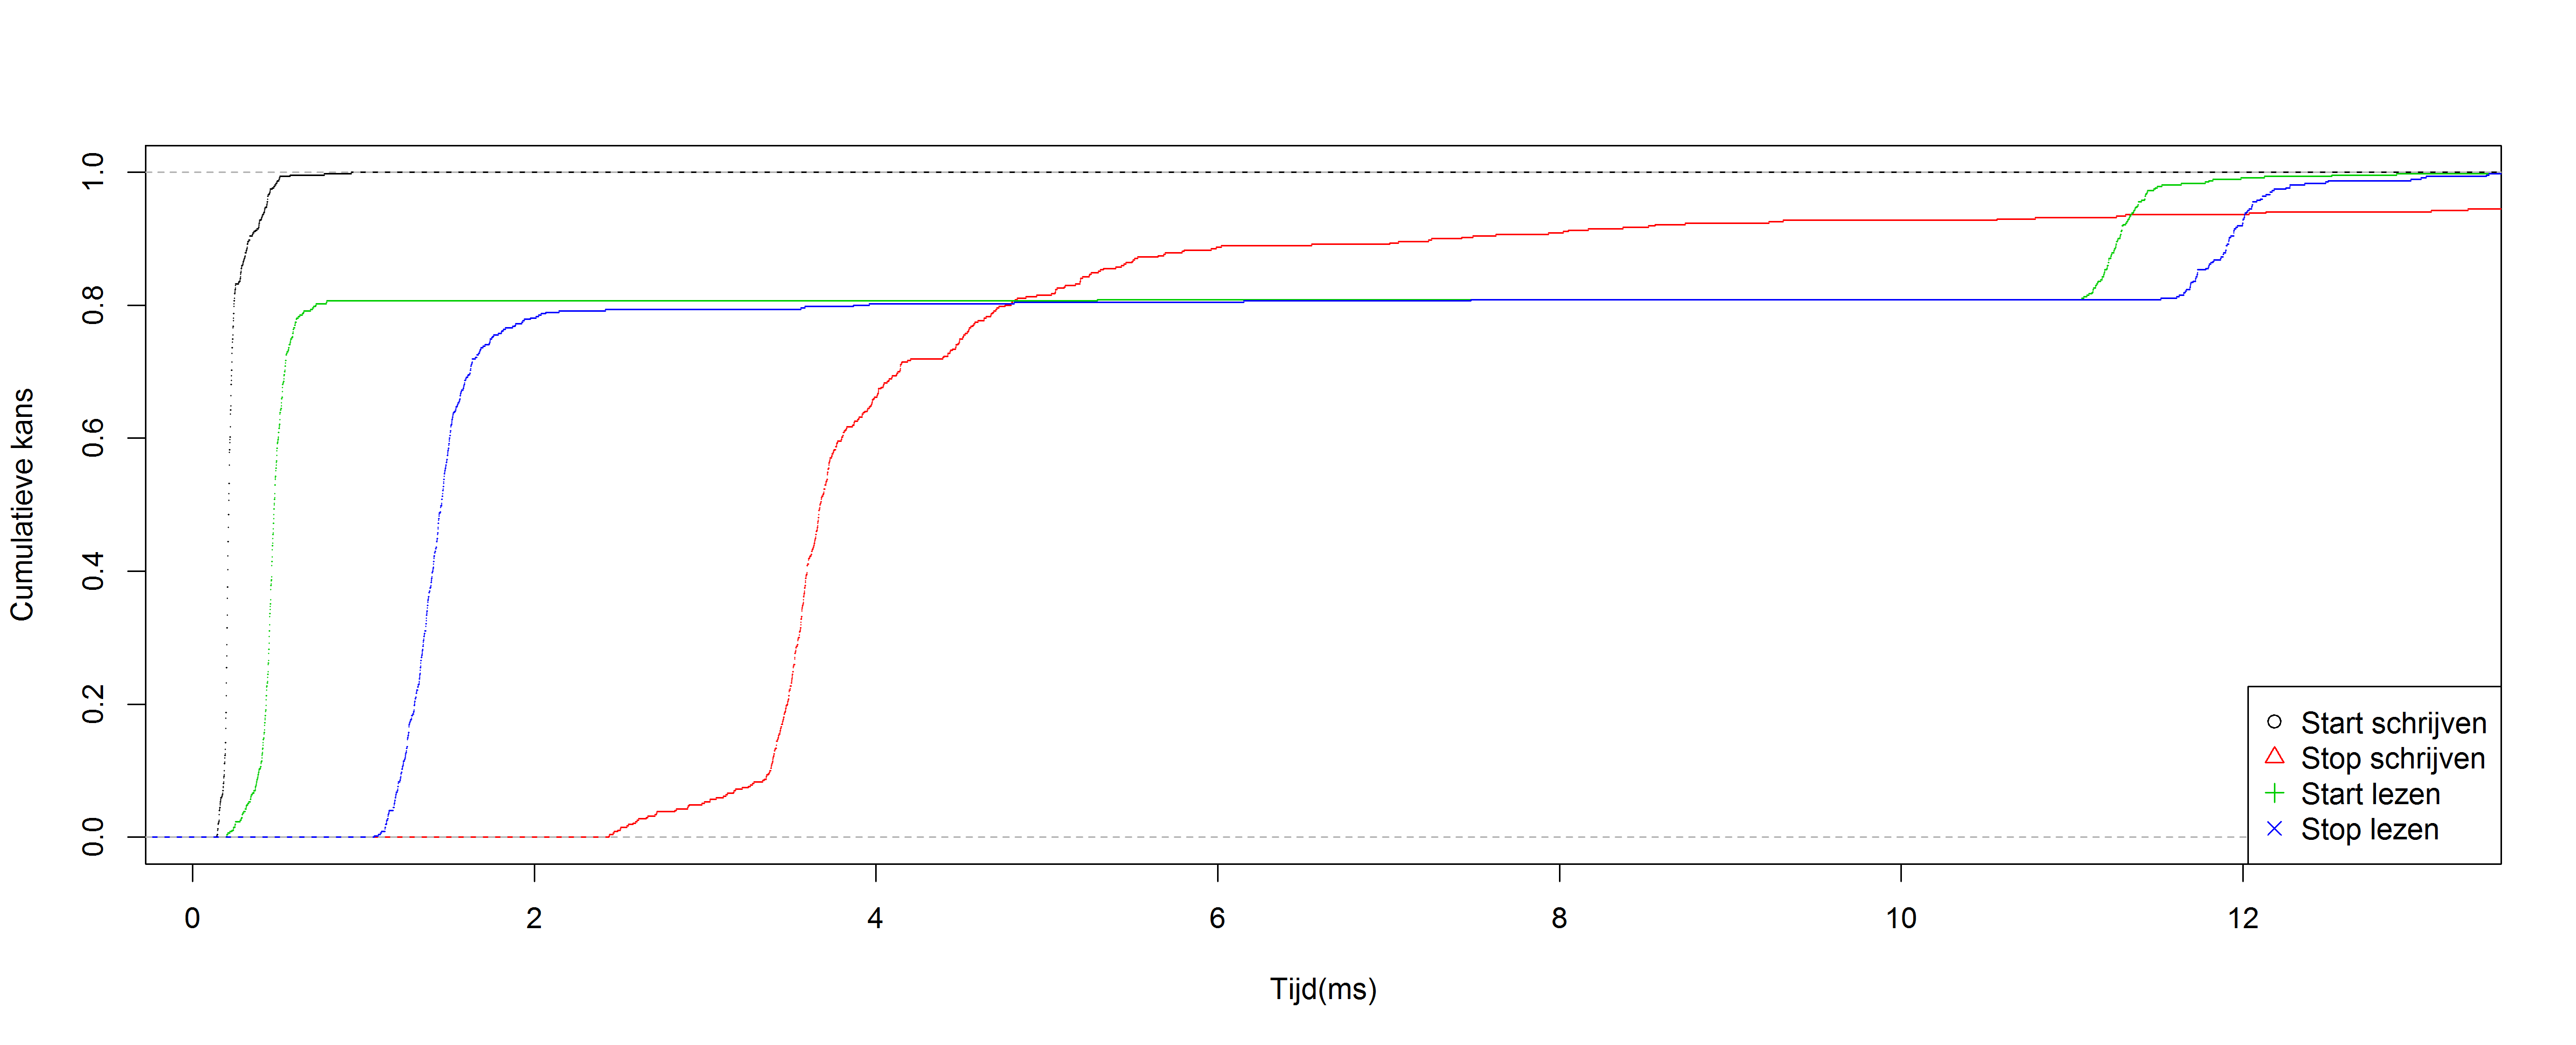 Cumulatieve kans
1.0
0.8
0.6
0.4
0.2
0.0
0 2 4 6 8 10 12
Tijd(ms)
Start schrijven
Stop schrijven
Start lezen
Stop lezen